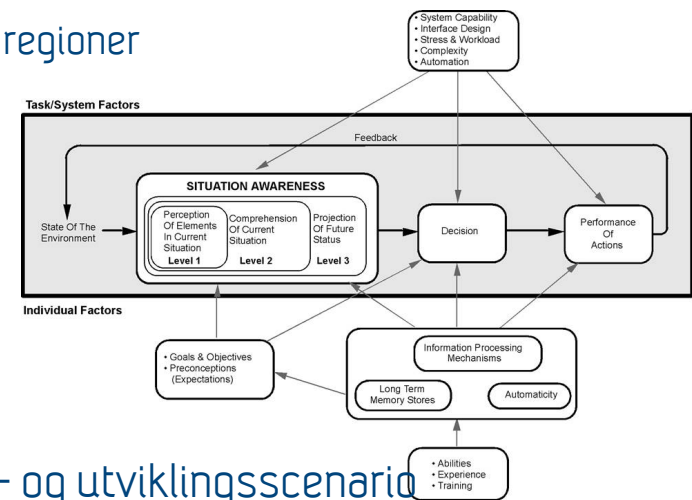 regioner
• System Capability
• Interface Design
• Stress & Workload
• Complexity
• Automation
Task/System Factors
Feedback
SITUATION AWARENESS
State Of The
Environment
Perception
Of Elements
In Current
Situation
Level 1
Comprehension
Of Current
Situation
Level 2
Projection
Of Future
Status
Level 3
Decision
Performance
Of
Actions
Individual Factors
• Goals & Objectives
• Preconceptions
(Expectations)
Information Processing
Mechanisms
Long Term
Memory Stores
Automaticity
• Abilities
• Experience
• Training
- og utviklingsscenario